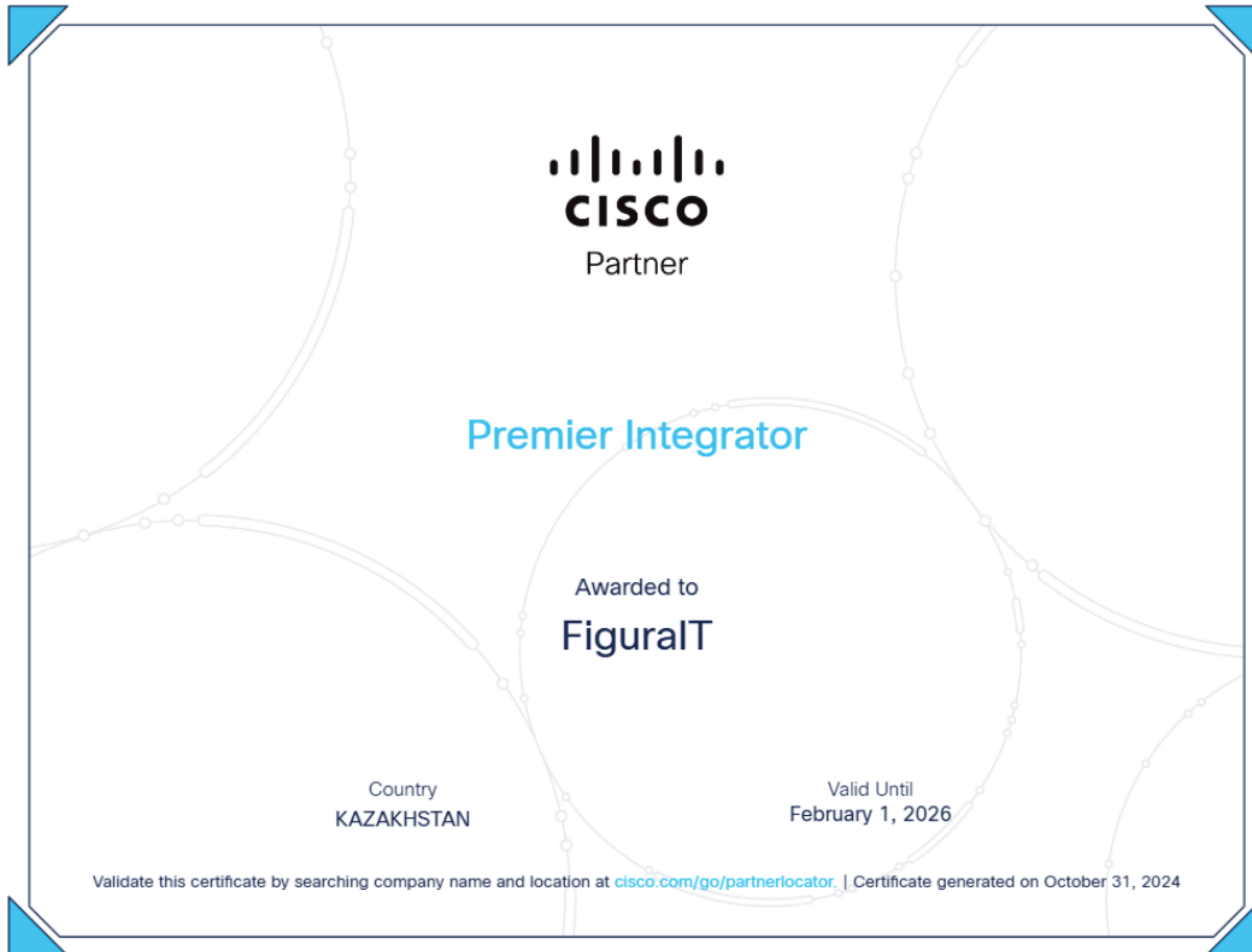 CISCO
Partner
Premier Integrator
Awarded to
FiguraIT
Country
KAZAKHSTAN
Valid Until
February 1, 2026
Validate this certificate by searching company name and location at cisco.com/go/partnerlocator. | Certificate generated on October 31, 2024